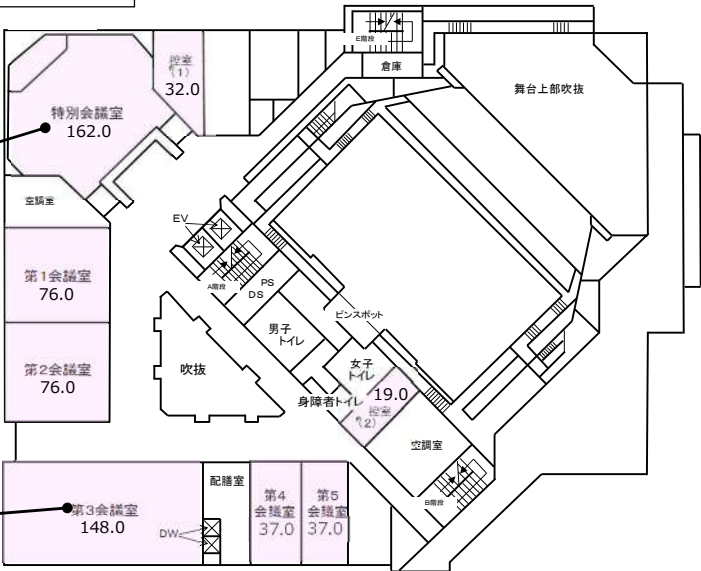 E階段
倉庫
舞台上部吹抜
控室
(1)
32.0
特別会議室
162.0
空調室
EV
A階段
PS
DS
第1会議室
76.0
男子
トイレ
ピンスポット
第2会議室
76.0
吹抜
女子
トイレ
身障者トイレ
19.0
控室
(2)
空調室
B階段
配膳室
第3会議室
148.0
DW
第4
会議室
37.0
第5
会議室
37.0